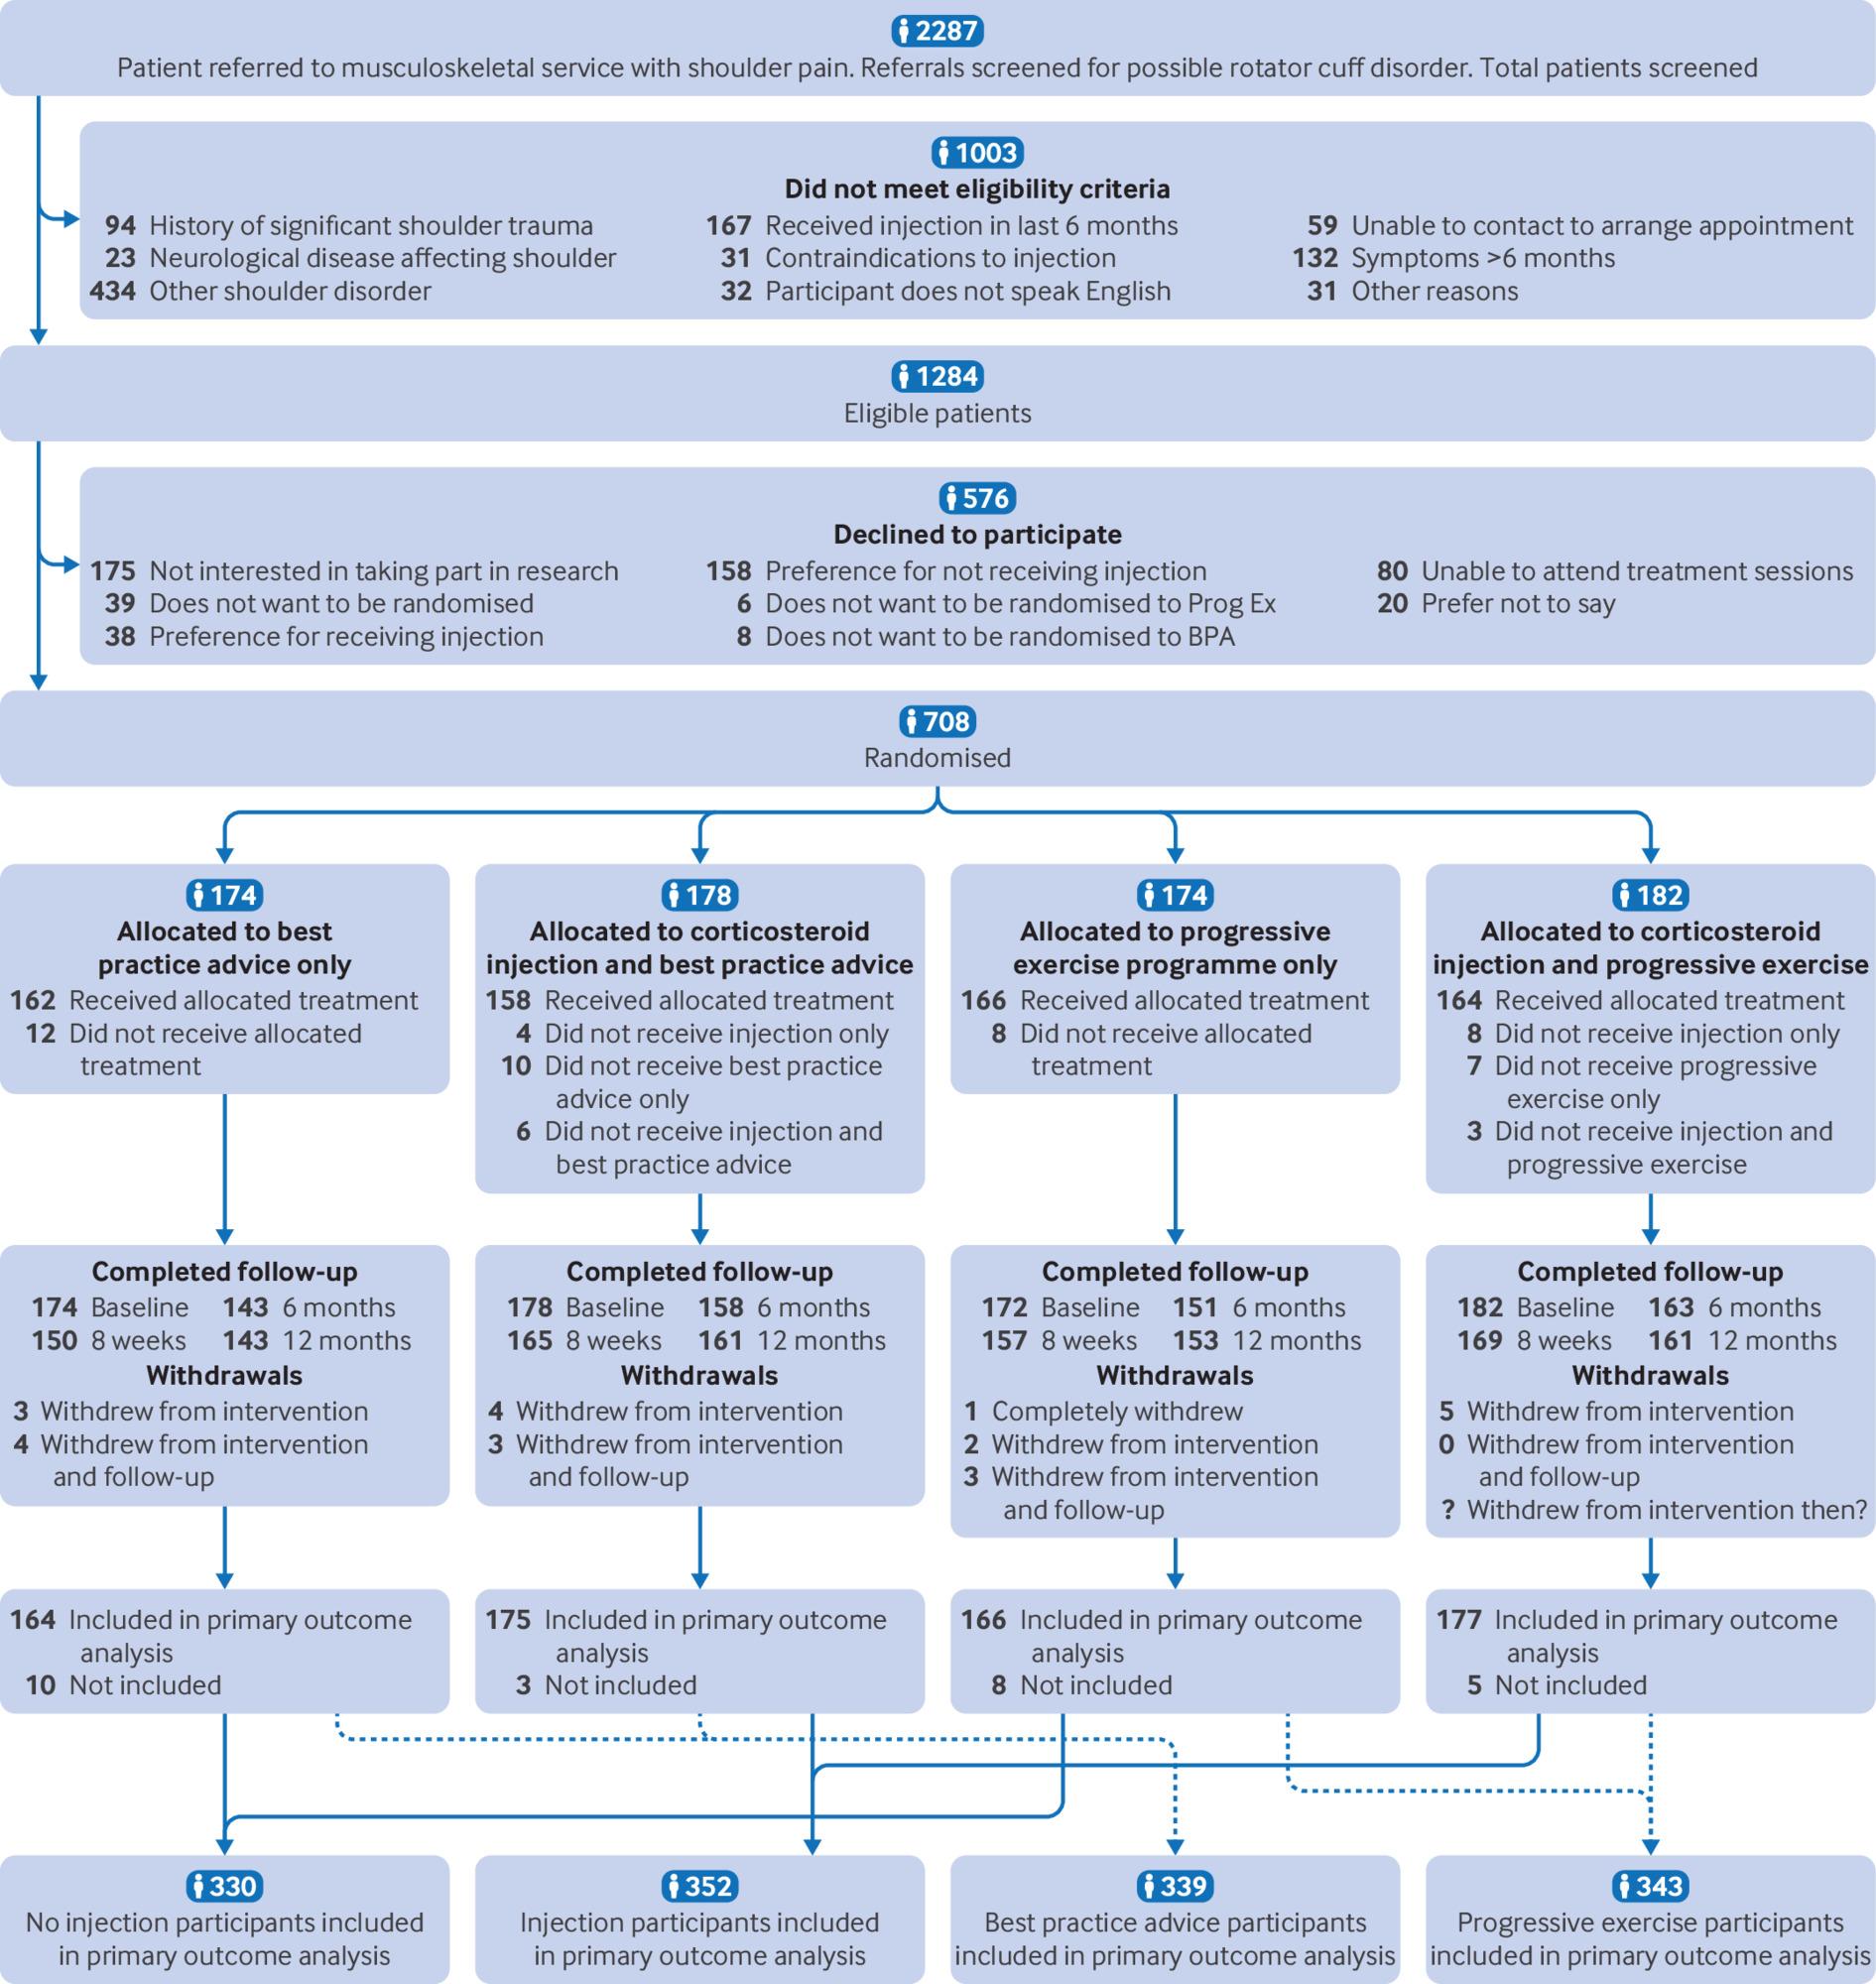 2287
Patient referred to musculoskeletal service with shoulder pain. Referrals screened for possible rotator cuff disorder. Total patients screened
1003
Did not meet eligibility criteria
94 History of significant shoulder trauma
23 Neurological disease affecting shoulder
434 Other shoulder disorder
167 Received injection in last 6 months
31 Contraindications to injection
32 Participant does not speak English
59 Unable to contact to arrange appointment
132 Symptoms >6 months
31 Other reasons
1284
Eligible patients
576
Declined to participate
175 Not interested in taking part in research
39 Does not want to be randomised
38 Preference for receiving injection
158 Preference for not receiving injection
6 Does not want to be randomised to Prog Ex
8 Does not want to be randomised to BPA
80 Unable to attend treatment sessions
20 Prefer not to say
708
Randomised
174
Allocated to best
practice advice only
162 Received allocated treatment
12 Did not receive allocated
treatment
178
Allocated to corticosteroid
injection and best practice advice
158 Received allocated treatment
4 Did not receive injection only
10 Did not receive best practice
advice only
6 Did not receive injection and
best practice advice
174
Allocated to progressive
exercise programme only
166 Received allocated treatment
8 Did not receive allocated
treatment
182
Allocated to corticosteroid
injection and progressive exercise
164 Received allocated treatment
8 Did not receive injection only
7 Did not receive progressive
exercise only
3 Did not receive injection and
progressive exercise
Completed follow-up
174 Baseline 143 6 months
150 8 weeks 143 12 months
Withdrawals
3 Withdrew from intervention
4 Withdrew from intervention
and follow-up
Completed follow-up
178 Baseline 158 6 months
165 8 weeks 161 12 months
Withdrawals
4 Withdrew from intervention
3 Withdrew from intervention
and follow-up
Completed follow-up
172 Baseline 151 6 months
157 8 weeks 153 12 months
Withdrawals
1 Completely withdrew
2 Withdrew from intervention
3 Withdrew from intervention
and follow-up
Completed follow-up
182 Baseline 163 6 months
169 8 weeks 161 12 months
Withdrawals
5 Withdrew from intervention
0 Withdrew from intervention
and follow-up
? Withdrew from intervention then?
164 Included in primary outcome
analysis
10 Not included
175 Included in primary outcome
analysis
3 Not included
166 Included in primary outcome
analysis
8 Not included
177 Included in primary outcome
analysis
5 Not included
330
No injection participants included
in primary outcome analysis
352
Injection participants included
in primary outcome analysis
339
Best practice advice participants
included in primary outcome analysis
343
Progressive exercise participants
included in primary outcome analysis